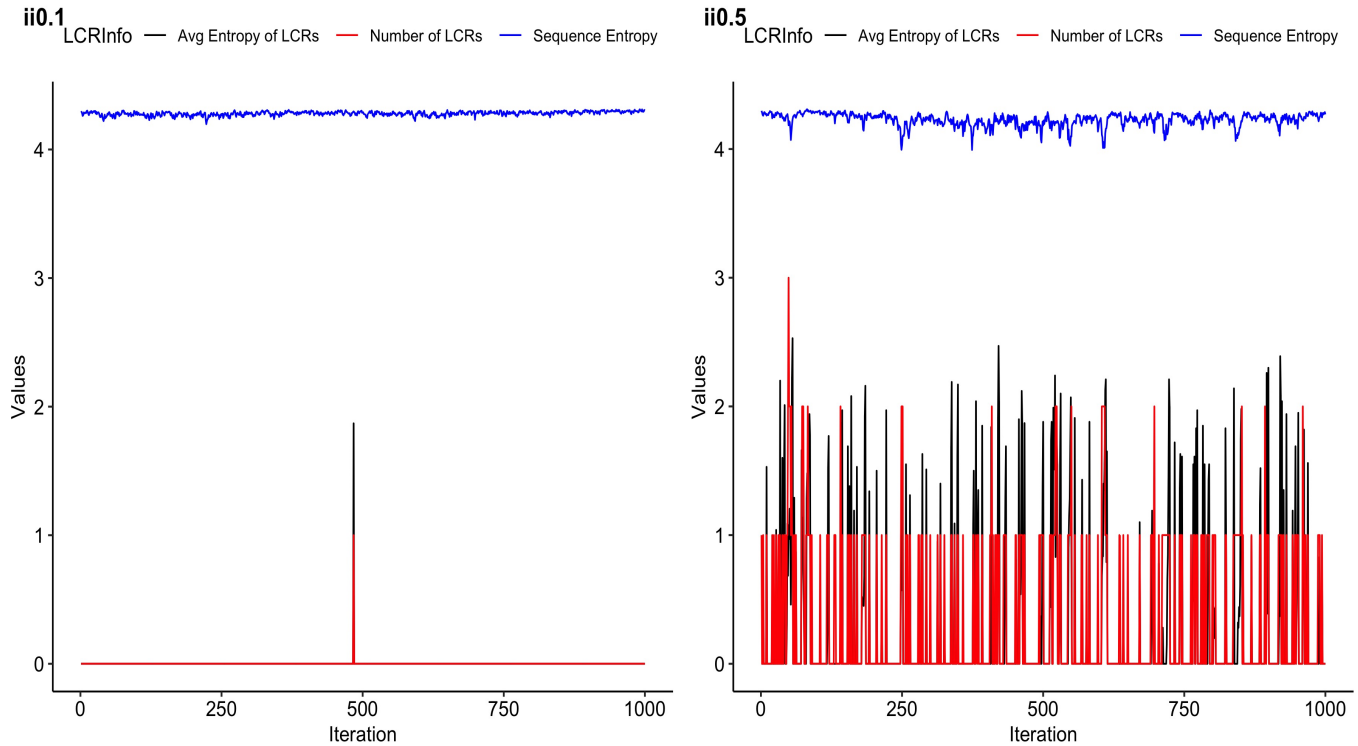 ii0.1
LCRInfo Avg Entropy of LCRs Number of LCRs Sequence Entropy
4
3
2
1
0
Values
0 250 500 750 1000
Iteration
ii0.5
LCRInfo Avg Entropy of LCRs Number of LCRs Sequence Entropy
4
3
2
1
0
Values
0 250 500 750 1000
Iteration